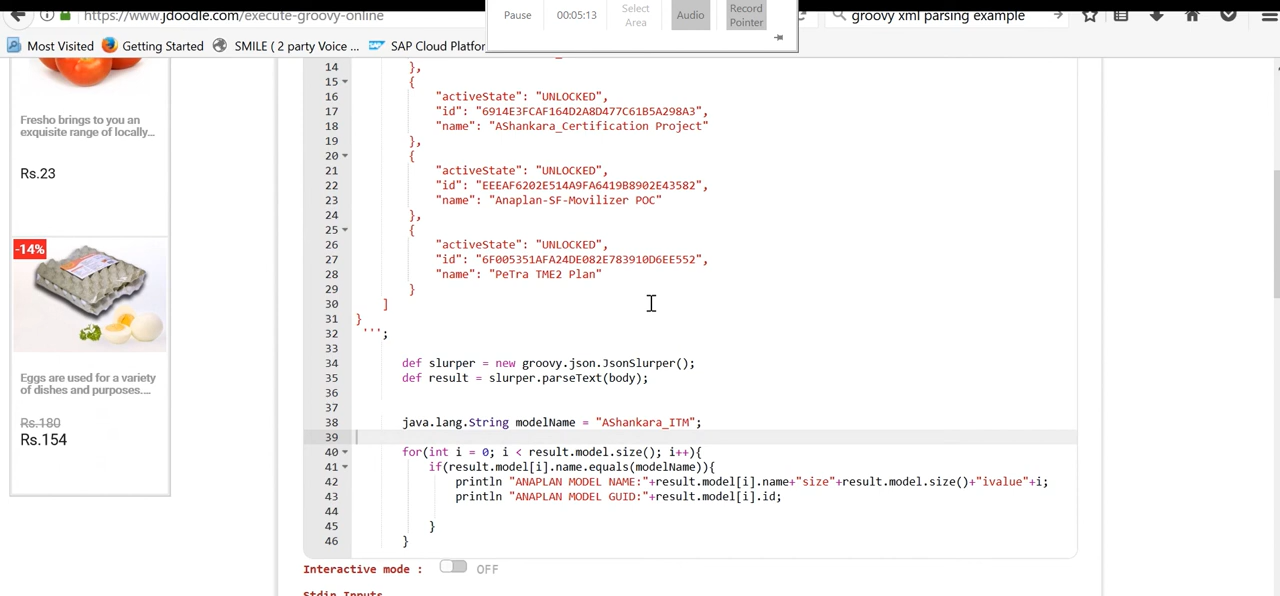 https://www.jdoodle.com/execute-groovy-online
Pause
00:05:13
Select
Area
Audio
Record
Pointer
groovy xml parsing example
Most Visited
Getting Started
SMILE ( 2 party Voice ...
SAP Cloud Platfor
Fresho brings to you an
exquisite range of locally...
Rs.23
-14%
Eggs are used for a variety
of dishes and purposes....
Rs.180
Rs.154
14 },
15 {
16 "activeState": "UNLOCKED",
17 "id": "6914E3FCAF164D2A8D477C61B5A298A3",
18 "name": "AShankara_Certification Project"
19 },
20 {
21 "activeState": "UNLOCKED",
22 "id": "EEEAF6202E514A9FA6419B8902E43582",
23 "name": "Anaplan-SF-Movilizer POC"
24 },
25 {
26 "activeState": "UNLOCKED",
27 "id": "6F005351AFA24DE082E783910D6EE552",
28 "name": "PeTra TME2 Plan"
29 }
30 ]
31 }
32 ''';
33
34 def slurper = new groovy.json.JsonSlurper();
35 def result = slurper.parseText(body);
36
37
38 java.lang.String modelName = "AShankara_ITM";
39
40 for(int i = 0; i < result.model.size(); i++){
41 if(result.model[i].name.equals(modelName)){
42 println "ANAPLAN MODEL NAME:"+result.model[i].name+"size"+result.model.size()+"ivalue"+i;
43 println "ANAPLAN MODEL GUID:"+result.model[i].id;
44
45 }
46 }
Interactive mode : OFF
Stdin Inputs